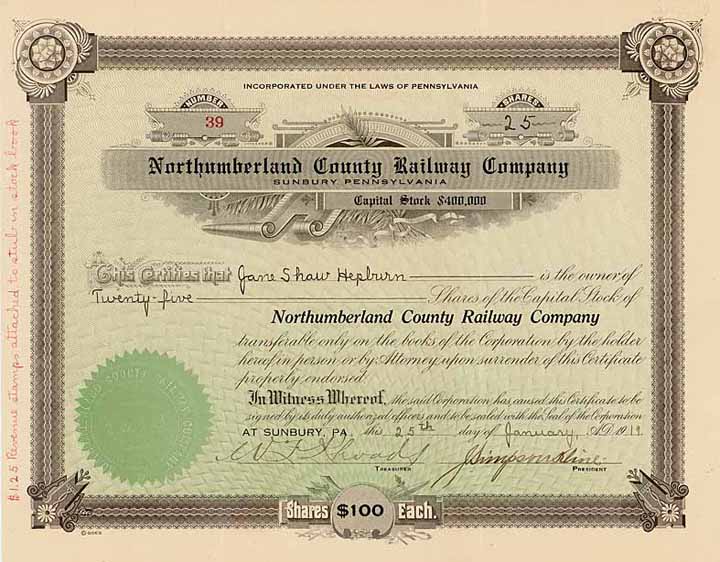 INCORPORATED UNDER THE LAWS OF PENNSYLVANIA
NUMBER
39
SHARES
25
Northumberland County Railway Company
SUNBURY PENNSYLVANIA
Capital Stock $400,000
This Certifies that Jane Shaw Hepburn is the owner of
Twenty-five Shares of the Capital Stock of
Northumberland County Railway Company
transferable only on the books of the Corporation by the holder
hereof in person or by Attorney upon surrender of this Certificate
properly endorsed.
In Witness Whereof, the said Corporation has caused this Certificate to be
signed by its duly authorized officers and to be sealed with the Seal of the Corporation
AT SUNBURY, PA. this 25th day of January, A.D. 1919
TREASURER
J Simpson Kline
PRESIDENT
Shares $100 Each.
© GOES
$1.25 Revenue stamps attached to stub in stock book